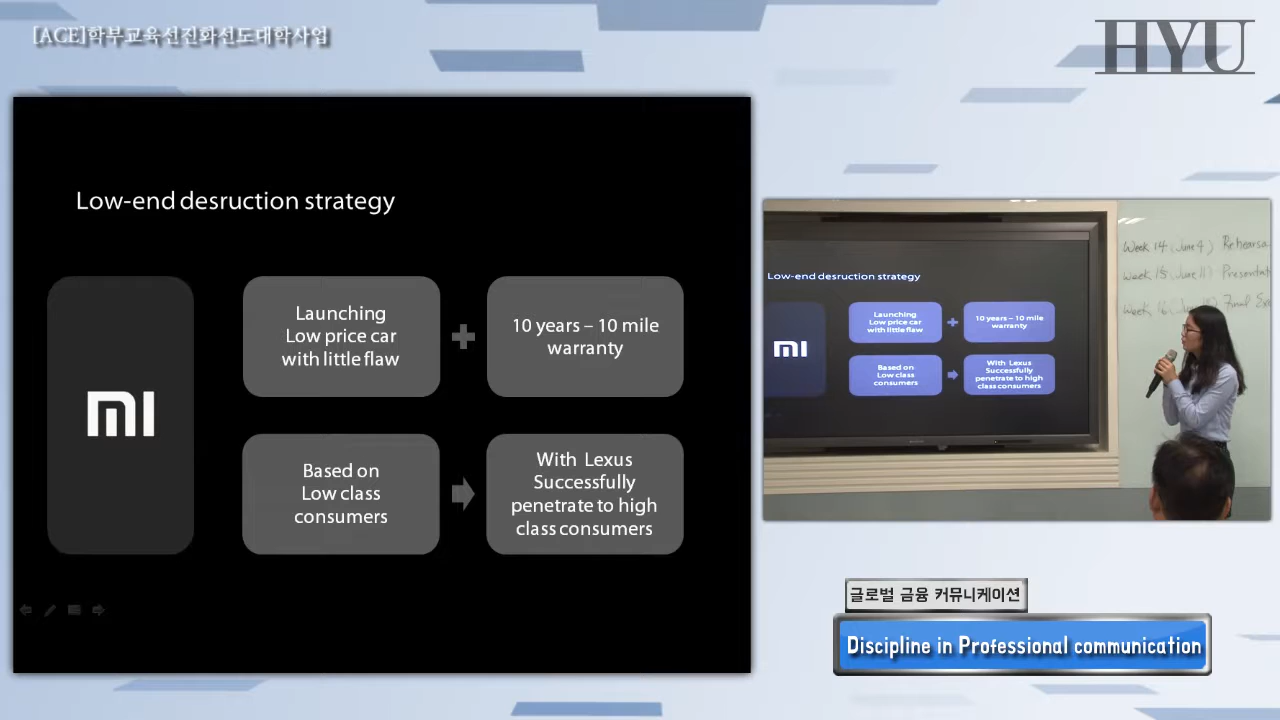 [ACE]학부교육선진화선도대학사업
HYU
Low-end desruction strategy
MI
Launching
Low price car
with little flaw
10 years – 10 mile
warranty
Based on
Low class
consumers
With Lexus
Successfully
penetrate to high
class consumers
Low-end desruction strategy
MI
Launching
Low price car
with little flaw
10 years – 10 mile
warranty
Based on
Low class
consumers
With Lexus
Successfully
penetrate to high
class consumers
Week 14 (June 4) Rehearsa
Week 15 (June 11) Presentat
Week 16 Final Ex
글로벌 금융 커뮤니케이션
Discipline in Professional communication